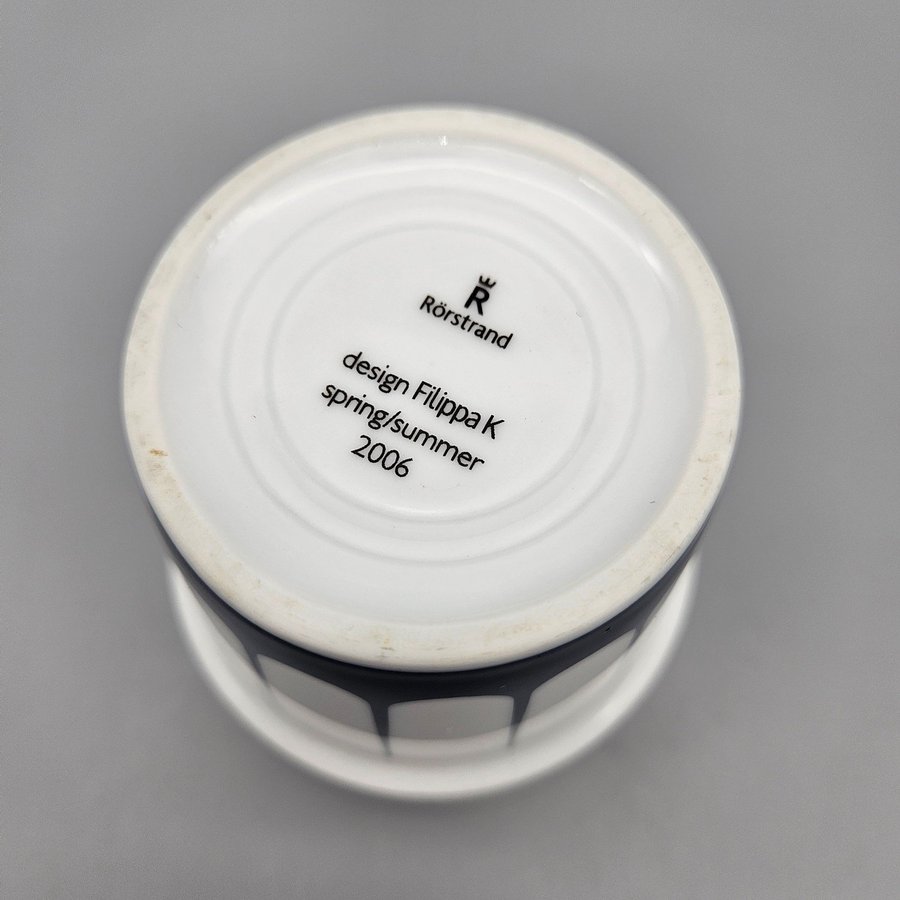 R
Rörstrand
design Filippa K
spring/summer
2006